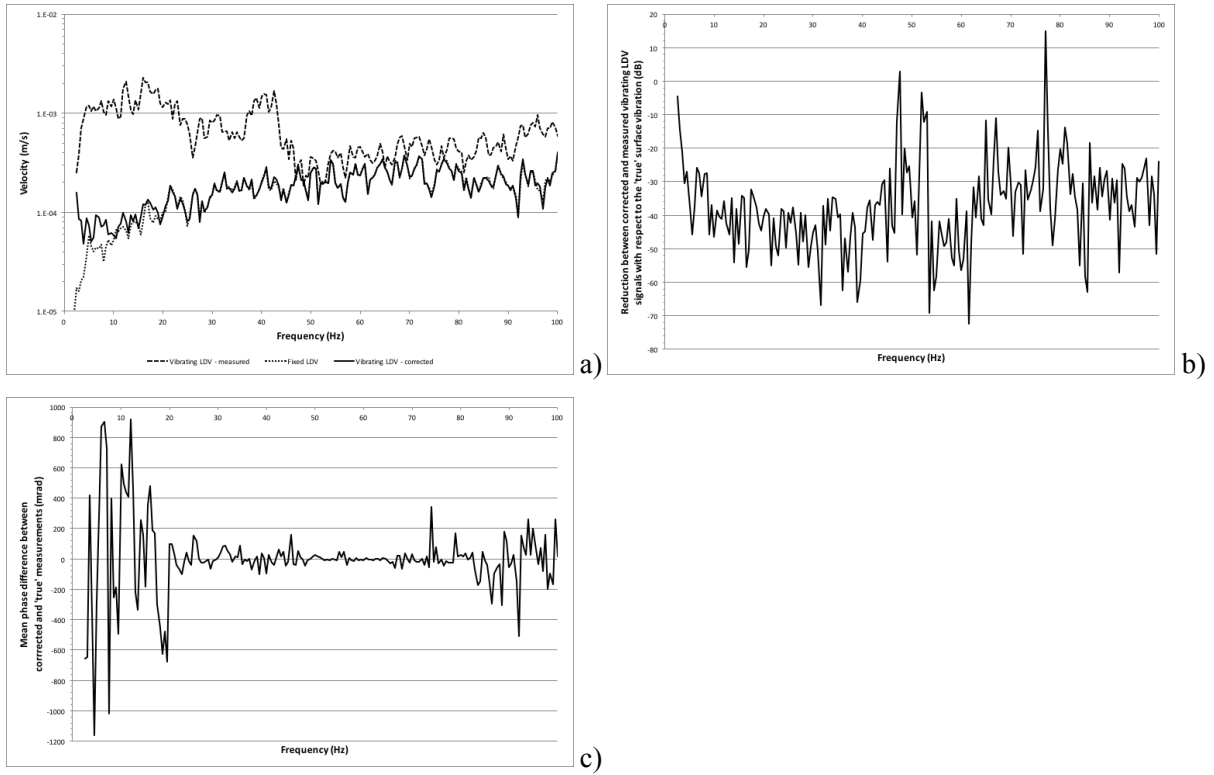 1.E-02
1.E-03
1.E-04
1.E-05
Velocity (m/s)
0 10 20 30 40 50 60 70 80 90 100
Frequency (Hz)
Vibrating LDV - measured Fixed LDV Vibrating LDV - corrected
a)
20
10
0
-10
-20
-30
-40
-50
-60
-70
-80
0 10 20 30 40 50 60 70 80 90 100
Reduction between corrected and measured vibrating LDV
signals with respect to the 'true' surface vibration (dB)
Frequency (Hz)
b)
1000
800
600
400
200
0
-200
-400
-600
-800
-1000
-1200
0 10 20 30 40 50 60 70 80 90 100
Mean phase difference between
corrrected and 'true' measurements (mrad)
Frequency (Hz)
c)